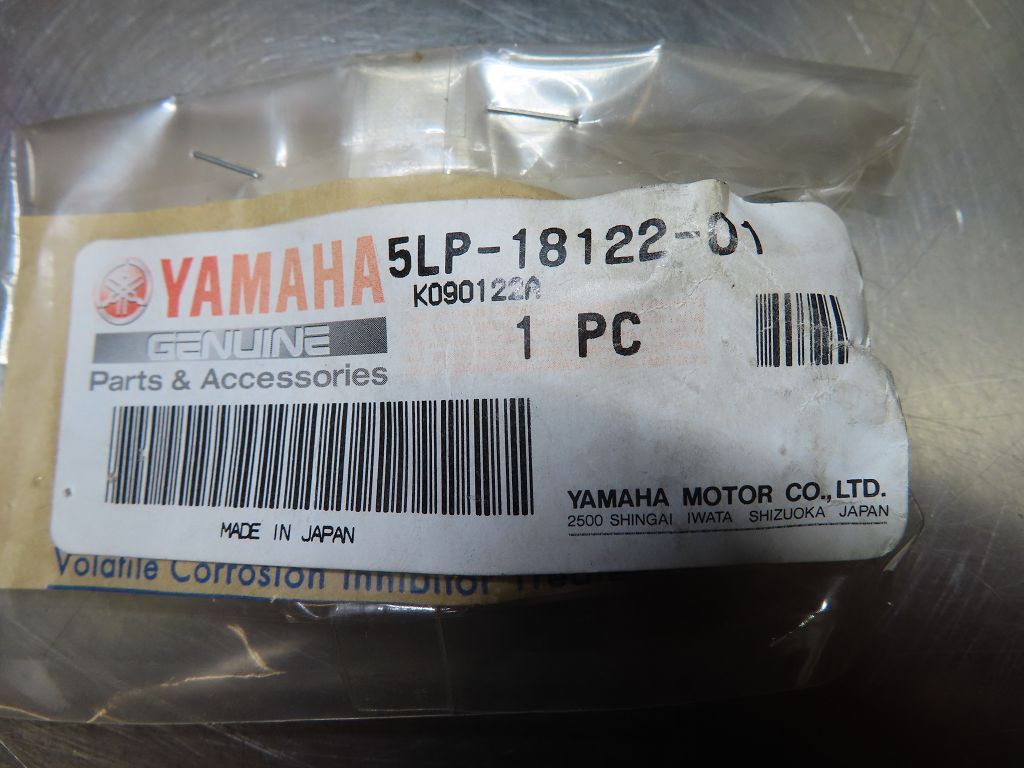 YAMAHA
GENUINE
Parts & Accessories
5LP-18122-01
K090122A
1 PC
MADE IN JAPAN
YAMAHA MOTOR CO., LTD.
2500 SHINGAI IWATA SHIZUOKA JAPAN
Volatile Corrosion Inhibitor